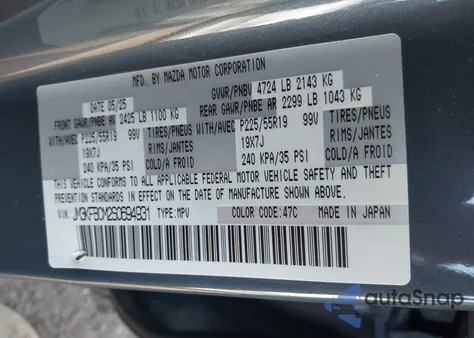 MFD. BY MAZDA MOTOR CORPORATION
DATE 05/25 GVWR/PNBV 4724 LB 2143 KG
FRONT GAWR/PNBE AV 2425 LB 1100 KG REAR GAWR/PNBE AR 2299 LB 1043 KG
WITH/AVEC P225/55R19 99V TIRES/PNEUS WITH/AVEC P225/55R19 99V TIRES/PNEUS
19X7J RIMS/JANTES 19X7J RIMS/JANTES
240 KPA/35 PSI COLD/A FROID 240 KPA/35 PSI COLD/A FROID
THIS VEHICLE CONFORMS TO ALL APPLICABLE FEDERAL MOTOR VEHICLE SAFETY AND THEFT
PREVENTION STANDARDS IN EFFECT ON THE DATE OF MANUFACTURE SHOWN ABOVE.
VIN: JM3KFBCM2S0694931 TYPE: MPV COLOR CODE: 47C MADE IN JAPAN
autoSnap